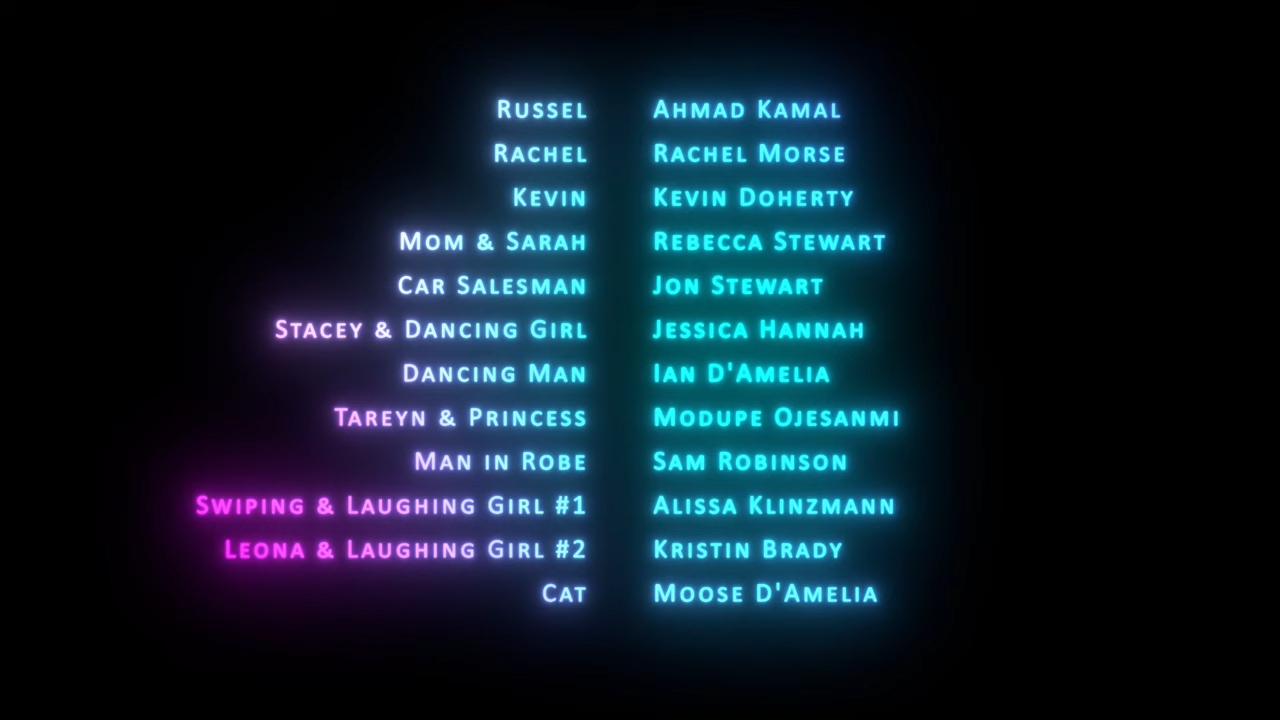 Russel Ahmad Kamal
Rachel Rachel Morse
Kevin Kevin Doherty
Mom & Sarah Rebecca Stewart
Car Salesman Jon Stewart
Stacey & Dancing Girl Jessica Hannah
Dancing Man Ian D'Amelia
Tareyn & Princess Modupe Ojesanmi
Man in Robe Sam Robinson
Swiping & Laughing Girl #1 Alissa Klinzmann
Leona & Laughing Girl #2 Kristin Brady
Cat Moose D'Amelia